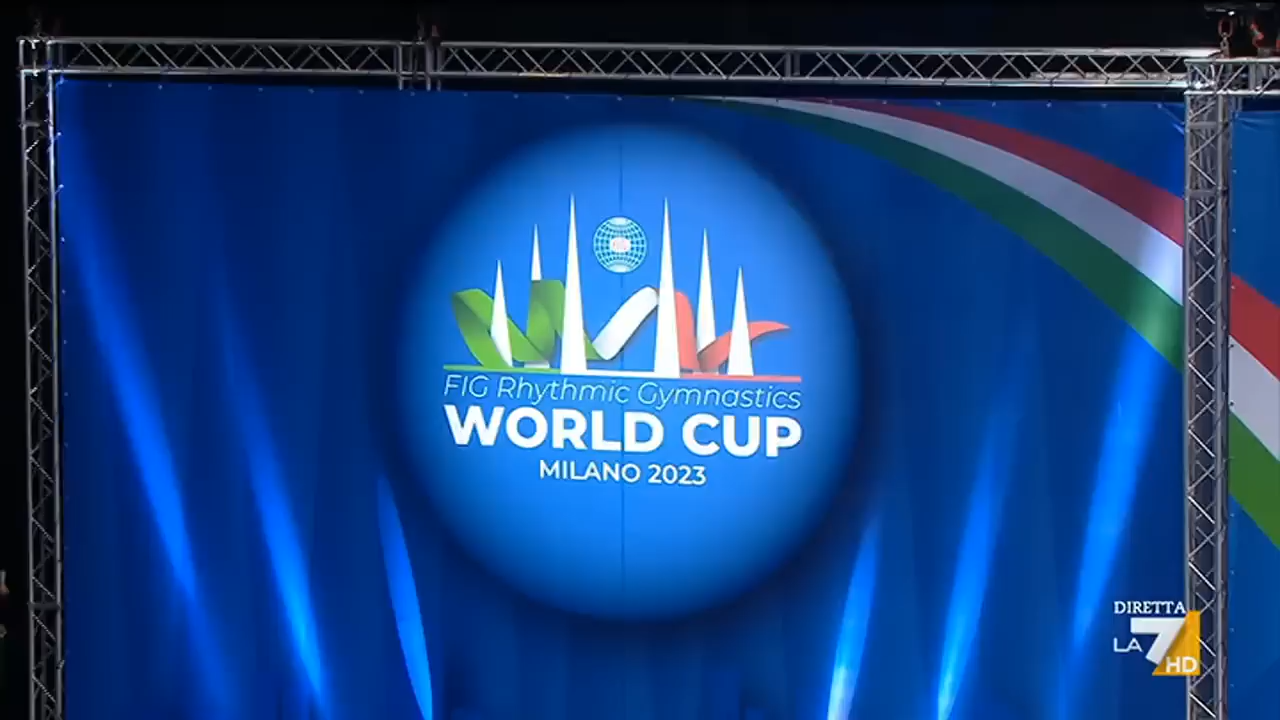 FIG Rhythmic Gymnastics
WORLD CUP
MILANO 2023
DIRETTA
LA 7
HD